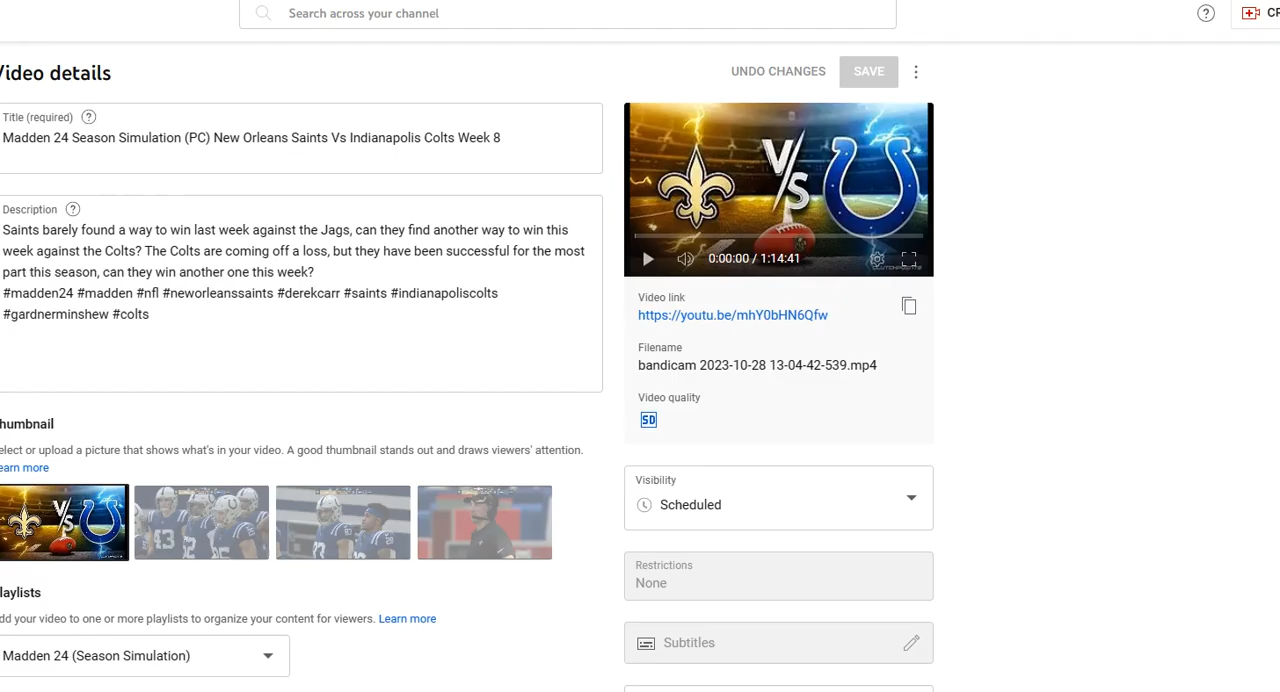 Search across your channel
CR
Video details
UNDO CHANGES
SAVE
Title (required)
Madden 24 Season Simulation (PC) New Orleans Saints Vs Indianapolis Colts Week 8
Description
Saints barely found a way to win last week against the Jags, can they find another way to win this
week against the Colts? The Colts are coming off a loss, but they have been successful for the most
part this season, can they win another one this week?
#madden24 #madden #nfl #neworleanssaints #derekcarr #saints #indianapoliscolts
#gardnerminshew #colts
VS
0:00:00 / 1:14:41
Video link
https://youtu.be/mhY0bHN6Qfw
Filename
bandicam 2023-10-28 13-04-42-539.mp4
Video quality
SD
humbnail
elect or upload a picture that shows what's in your video. A good thumbnail stands out and draws viewers' attention.
earn more
VS
Visibility
Scheduled
Restrictions
None
Subtitles
laylists
dd your video to one or more playlists to organize your content for viewers. Learn more
Madden 24 (Season Simulation)